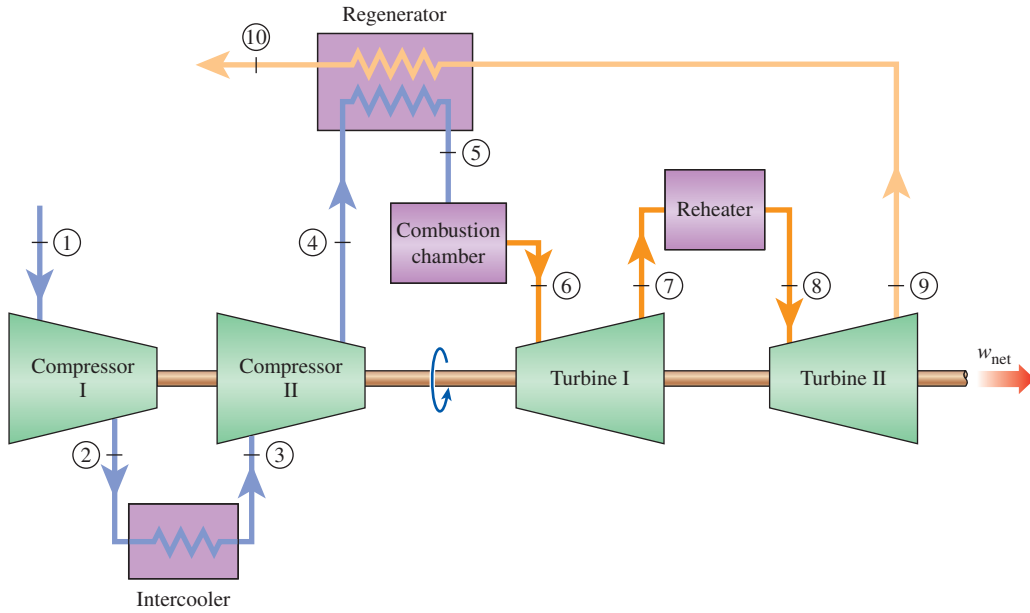 Regenerator
10
5
1
4
Combustion
chamber
6
7
Reheater
8
9
Compressor
I
Compressor
II
Turbine I
Turbine II
wnet
2
3
Intercooler